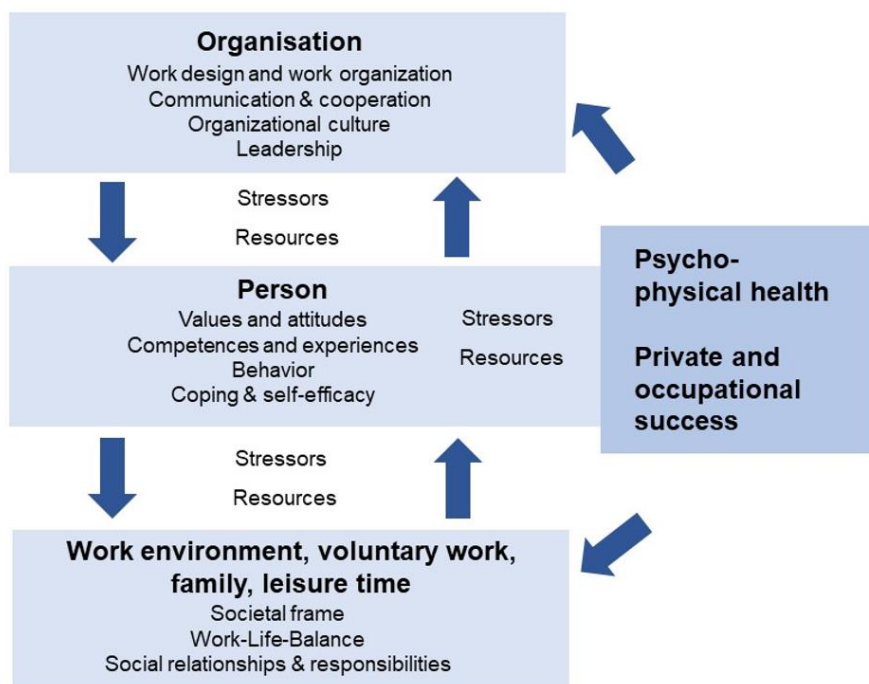 Organisation
Work design and work organization
Communication & cooperation
Organizational culture
Leadership
Stressors
Resources
Person
Values and attitudes
Competences and experiences
Behavior
Coping & self-efficacy
Stressors
Resources
Psycho-
physical health
Private and
occupational
success
Stressors
Resources
Work environment, voluntary work,
family, leisure time
Societal frame
Work-Life-Balance
Social relationships & responsibilities